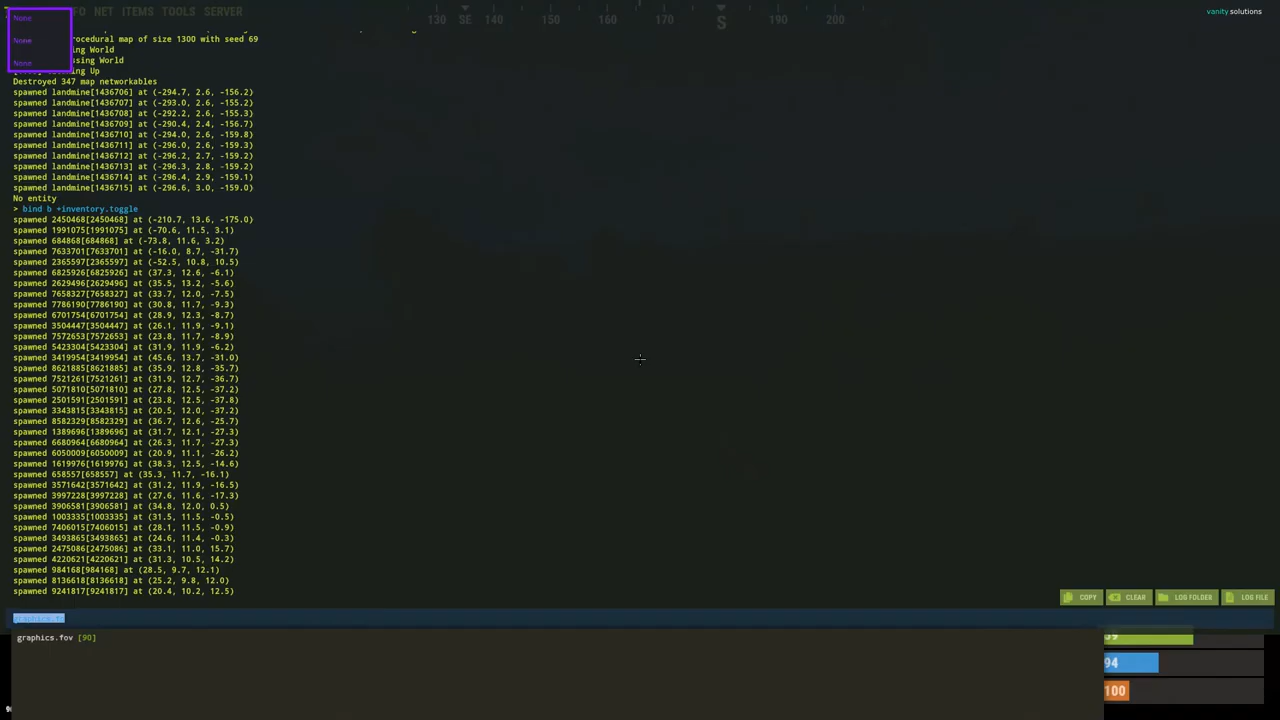 FO NET ITEMS TOOLS SERVER
130 SE 140 150 160 170 S 190 200
vanity solutions
None
None
None
rocedural map of size 1300 with seed 69
ing World
ssing World
Destroyed 347 map networkables
spawned landmine[1436706] at (-294.7, 2.6, -156.2)
spawned landmine[1436707] at (-293.0, 2.6, -155.2)
spawned landmine[1436708] at (-292.2, 2.6, -155.3)
spawned landmine[1436709] at (-290.4, 2.4, -156.7)
spawned landmine[1436710] at (-294.0, 2.6, -159.8)
spawned landmine[1436711] at (-296.0, 2.6, -159.3)
spawned landmine[1436712] at (-296.2, 2.7, -159.2)
spawned landmine[1436713] at (-296.3, 2.8, -159.2)
spawned landmine[1436714] at (-296.4, 2.9, -159.1)
spawned landmine[1436715] at (-296.6, 3.0, -159.0)
No entity
> bind b +inventory.toggle
spawned 2450468[2450468] at (-210.7, 13.6, -175.0)
spawned 1991075[1991075] at (-70.6, 11.5, 3.1)
spawned 684868[684868] at (-73.8, 11.6, 3.2)
spawned 7633701[7633701] at (-16.0, 8.7, -31.7)
spawned 2365597[2365597] at (-52.5, 10.8, 10.5)
spawned 6825926[6825926] at (37.3, 12.6, -6.1)
spawned 2629496[2629496] at (35.5, 13.2, -5.6)
spawned 7658327[7658327] at (33.7, 12.0, -7.5)
spawned 7786190[7786190] at (30.8, 11.7, -9.3)
spawned 6701754[6701754] at (28.9, 12.3, -8.7)
spawned 3504447[3504447] at (26.1, 11.9, -9.1)
spawned 7572653[7572653] at (23.8, 11.7, -8.9)
spawned 5423304[5423304] at (31.9, 11.9, -6.2)
spawned 3419954[3419954] at (45.6, 13.7, -31.0)
spawned 8621885[8621885] at (35.9, 12.8, -35.7)
spawned 7521261[7521261] at (31.9, 12.7, -36.7)
spawned 5071810[5071810] at (27.8, 12.5, -37.2)
spawned 2501591[2501591] at (23.8, 12.5, -37.8)
spawned 3343815[3343815] at (20.5, 12.0, -37.2)
spawned 8582329[8582329] at (36.7, 12.6, -25.7)
spawned 1389696[1389696] at (31.7, 12.1, -27.3)
spawned 6680964[6680964] at (26.3, 11.7, -27.3)
spawned 6050009[6050009] at (20.9, 11.1, -26.2)
spawned 1619976[1619976] at (38.3, 12.5, -14.6)
spawned 658557[658557] at (35.3, 11.7, -16.1)
spawned 3571642[3571642] at (31.2, 11.9, -16.5)
spawned 3997228[3997228] at (27.6, 11.6, -17.3)
spawned 3906581[3906581] at (34.8, 12.0, 0.5)
spawned 1003335[1003335] at (31.5, 11.5, -0.5)
spawned 7406015[7406015] at (28.1, 11.5, -0.9)
spawned 3493865[3493865] at (24.6, 11.4, -0.3)
spawned 2475086[2475086] at (33.1, 11.0, 15.7)
spawned 4220621[4220621] at (31.3, 10.5, 14.2)
spawned 984168[984168] at (28.5, 9.7, 12.1)
spawned 8136618[8136618] at (25.2, 9.8, 12.0)
spawned 9241817[9241817] at (20.4, 10.2, 12.5)
COPY CLEAR LOG FOLDER LOG FILE
graphics.fo
graphics.fov [90]
94
100